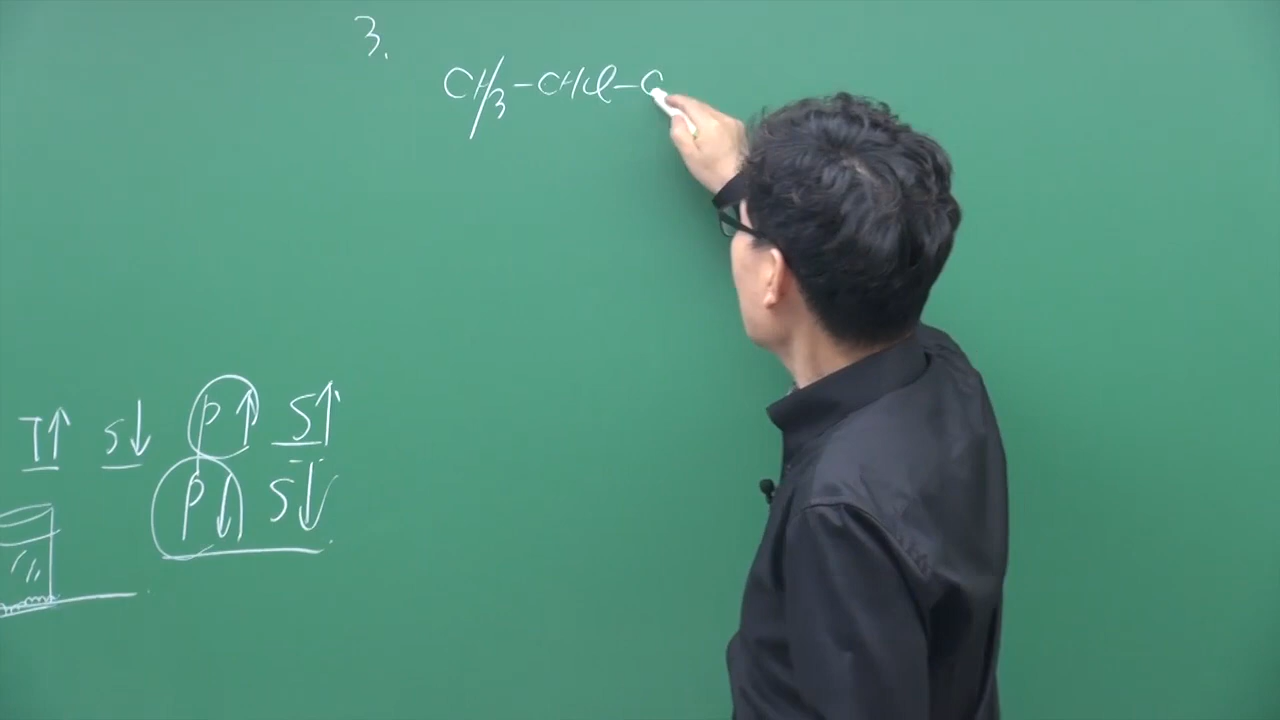 3.
CH3-CHCl-C
T↑ S↓ P↑ S↑
P↓ S↓